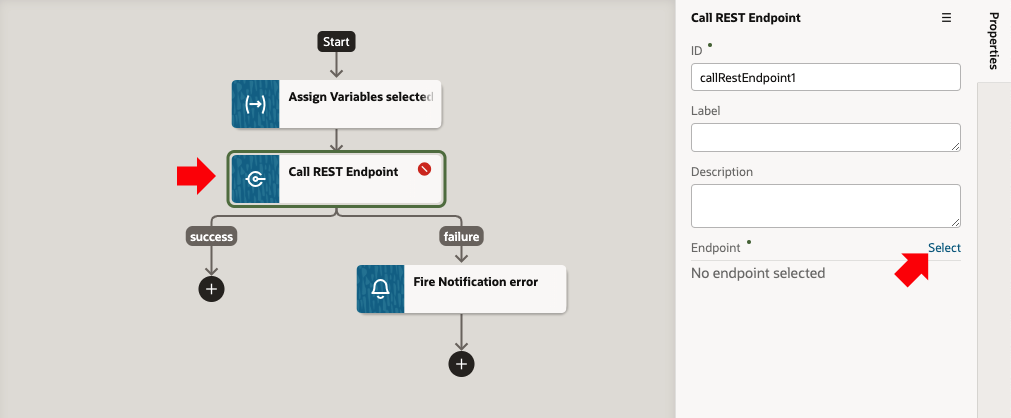 Start
Assign Variables selected
Call REST Endpoint
success
failure
Fire Notification error
Call REST Endpoint
ID
callRestEndpoint1
Label
Description
Endpoint
Select
No endpoint selected
Properties